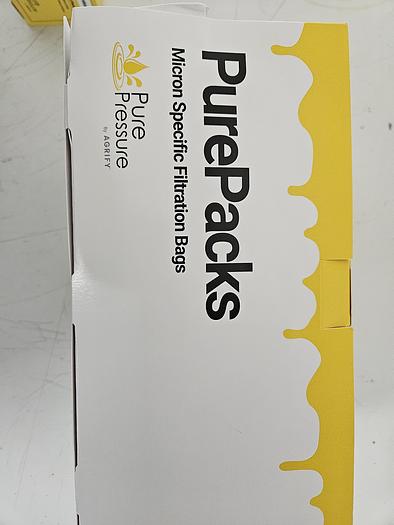 PurePacks
Micron Specific Filtration Bags
Pure
Pressure
by AGRIFY